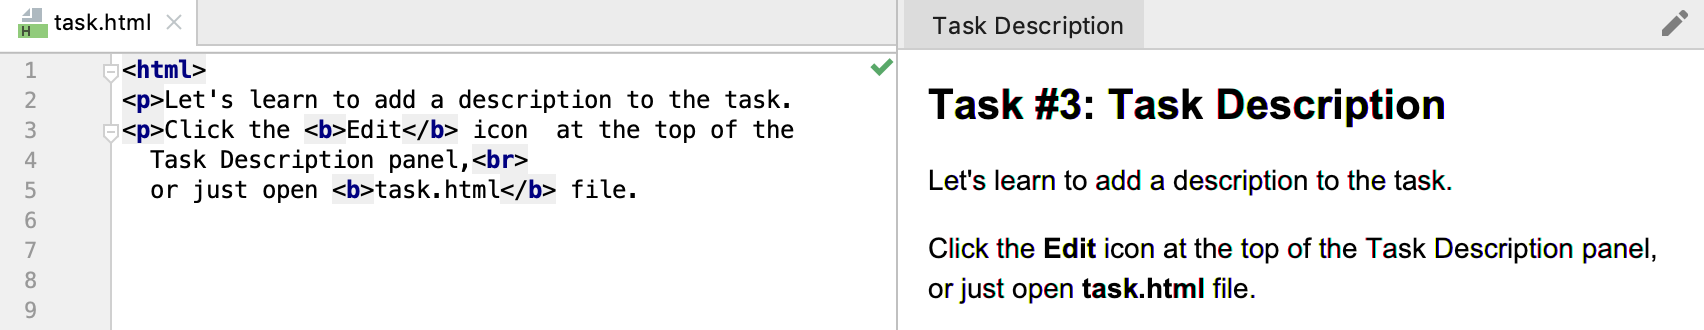 task.html
1 <html>
2 <p>Let's learn to add a description to the task.
3 <p>Click the <b>Edit</b> icon  at the top of the
4 Task Description panel,<br>
5 or just open <b>task.html</b> file.
6
7
8
9
Task Description
Task #3: Task Description
Let's learn to add a description to the task.
Click the Edit icon at the top of the Task Description panel,
or just open task.html file.